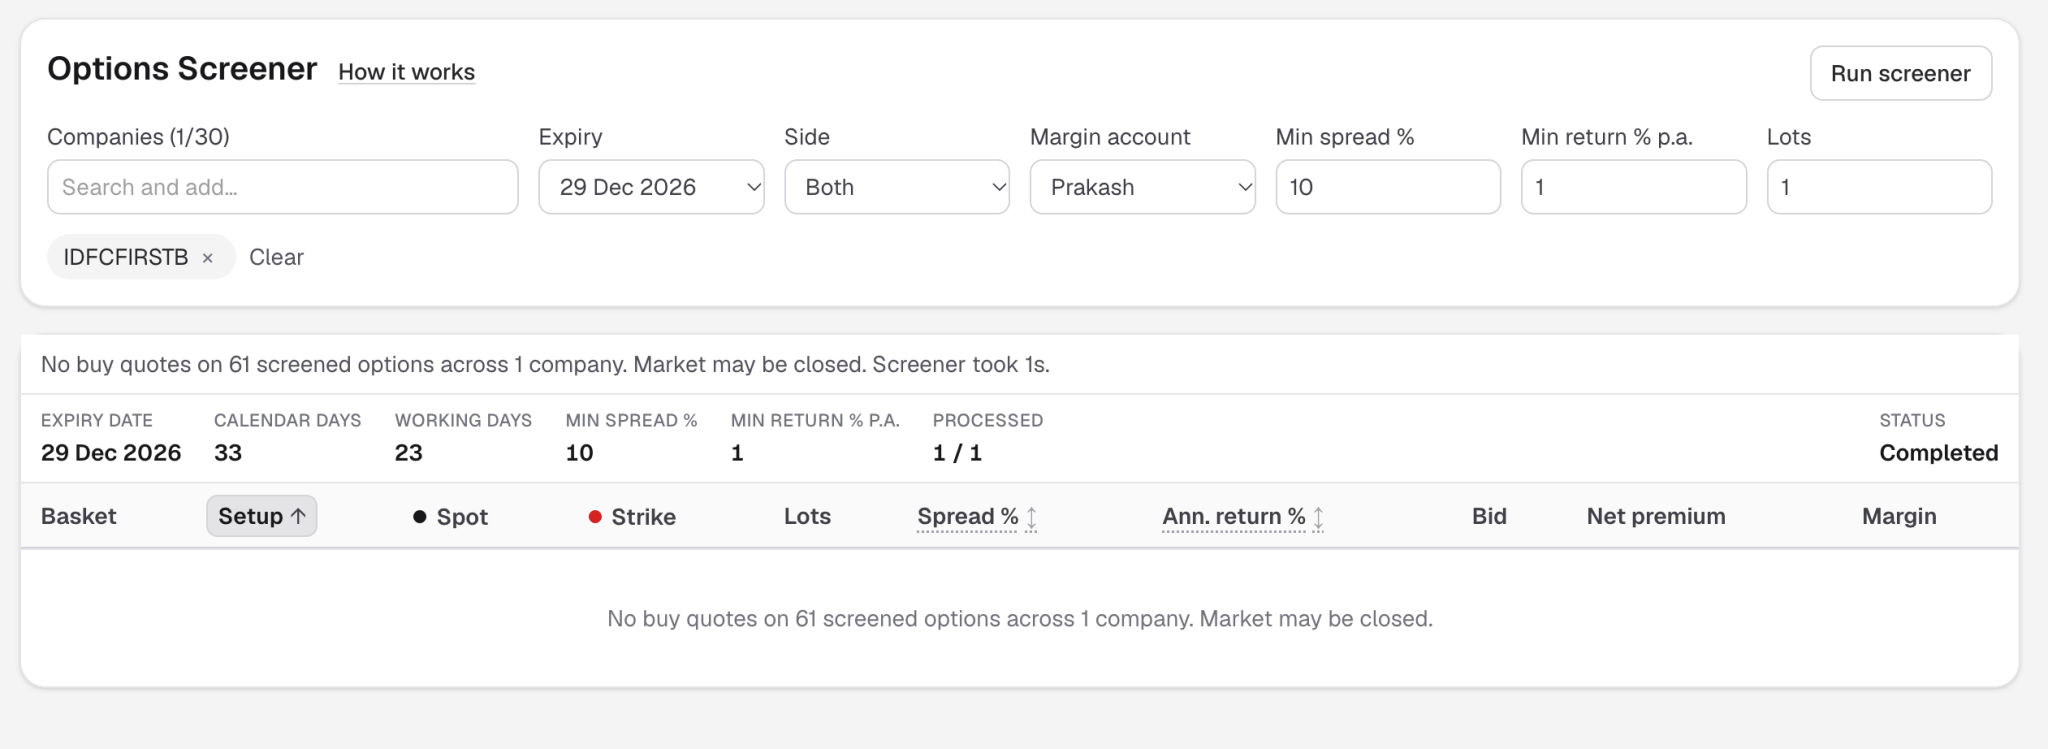 Options Screener How it works Run screener
Companies (1/30) Expiry Side Margin account Min spread % Min return % p.a. Lots
Search and add... 29 Dec 2026 Both Prakash 10 1 1
IDFCFIRSTB × Clear
No buy quotes on 61 screened options across 1 company. Market may be closed. Screener took 1s.
EXPIRY DATE CALENDAR DAYS WORKING DAYS MIN SPREAD % MIN RETURN % P.A. PROCESSED STATUS
29 Dec 2026 33 23 10 1 1 / 1 Completed
Basket Setup ↑ Spot Strike Lots Spread % ↕ Ann. return % ↕ Bid Net premium Margin
No buy quotes on 61 screened options across 1 company. Market may be closed.